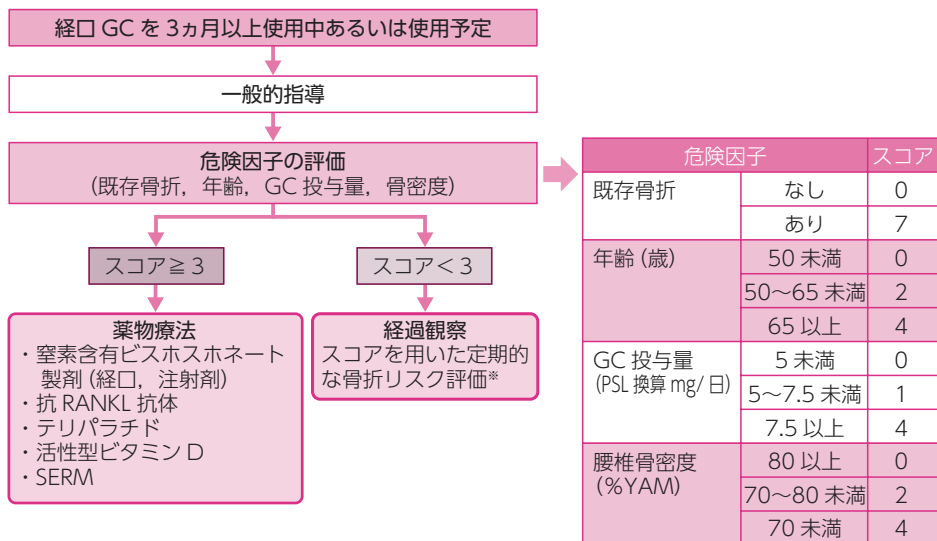 経口 GC を 3ヵ月以上使用中あるいは使用予定
一般的指導
危険因子の評価
(既存骨折, 年齢, GC 投与量, 骨密度)
スコア≧3
スコア<3
薬物療法
・窒素含有ビスホスホネート
製剤 (経口, 注射剤)
・抗 RANKL 抗体
・テリパラチド
・活性型ビタミン D
・SERM
経過観察
スコアを用いた定期的
な骨折リスク評価※
危険因子 スコア
既存骨折 なし 0
あり 7
年齢 (歳) 50 未満 0
50〜65 未満 2
65 以上 4
GC 投与量 5 未満 0
(PSL 換算 mg/ 日) 5〜7.5 未満 1
7.5 以上 4
腰椎骨密度 80 以上 0
(%YAM) 70〜80 未満 2
70 未満 4